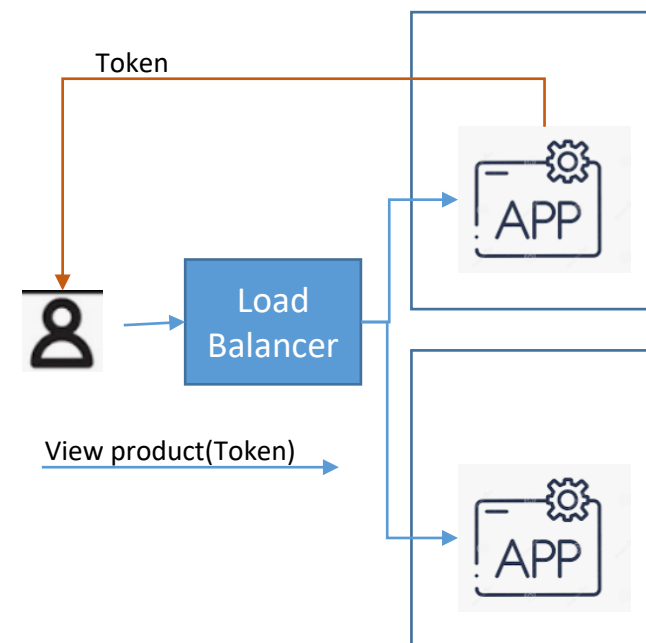 Token
APP
Load
Balancer
View product(Token)
APP